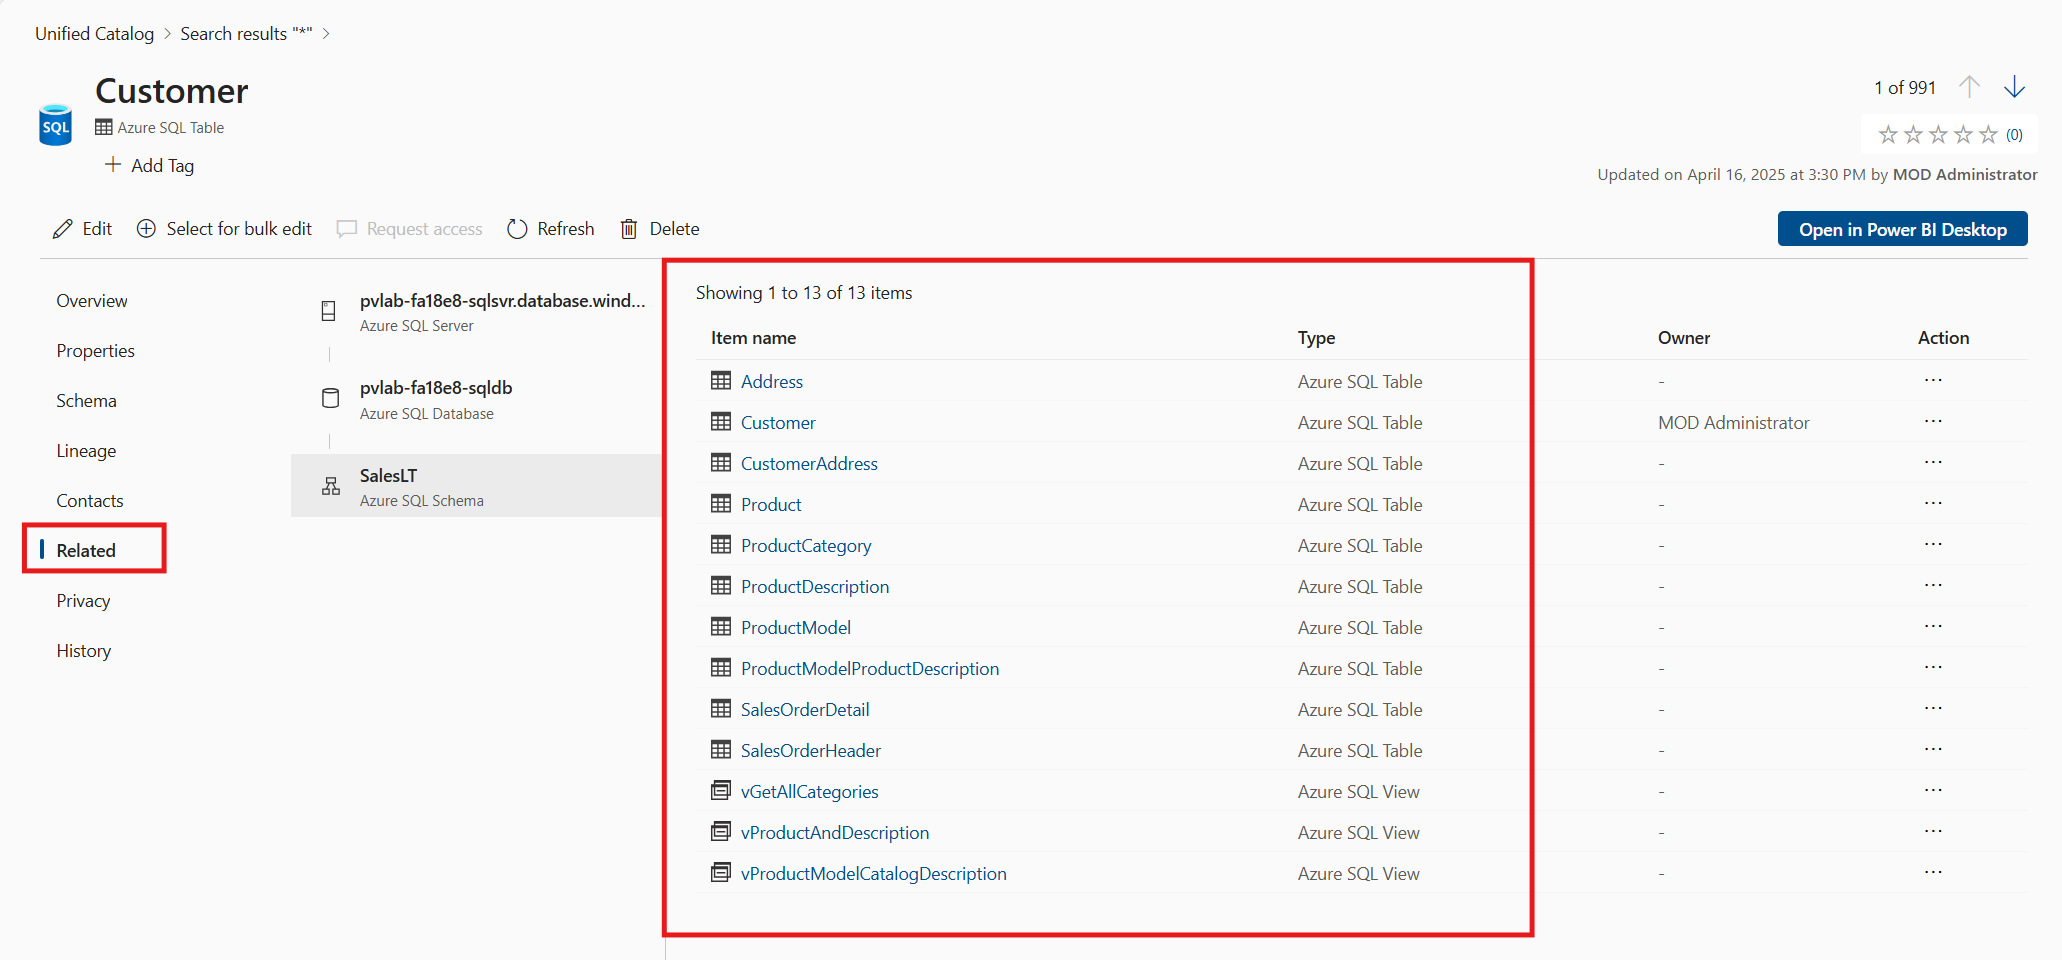 Unified Catalog > Search results "*" >
Customer
SQL
Azure SQL Table
+ Add Tag
1 of 991
(0)
Updated on April 16, 2025 at 3:30 PM by MOD Administrator
Edit Select for bulk edit Request access Refresh Delete
Open in Power BI Desktop
Overview
Properties
Schema
Lineage
Contacts
Related
Privacy
History
pvlab-fa18e8-sqlsvr.database.wind...
Azure SQL Server
pvlab-fa18e8-sqldb
Azure SQL Database
SalesLT
Azure SQL Schema
Showing 1 to 13 of 13 items
Item name Type Owner Action
Address Azure SQL Table - ...
Customer Azure SQL Table MOD Administrator ...
CustomerAddress Azure SQL Table - ...
Product Azure SQL Table - ...
ProductCategory Azure SQL Table - ...
ProductDescription Azure SQL Table - ...
ProductModel Azure SQL Table - ...
ProductModelProductDescription Azure SQL Table - ...
SalesOrderDetail Azure SQL Table - ...
SalesOrderHeader Azure SQL Table - ...
vGetAllCategories Azure SQL View - ...
vProductAndDescription Azure SQL View - ...
vProductModelCatalogDescription Azure SQL View - ...